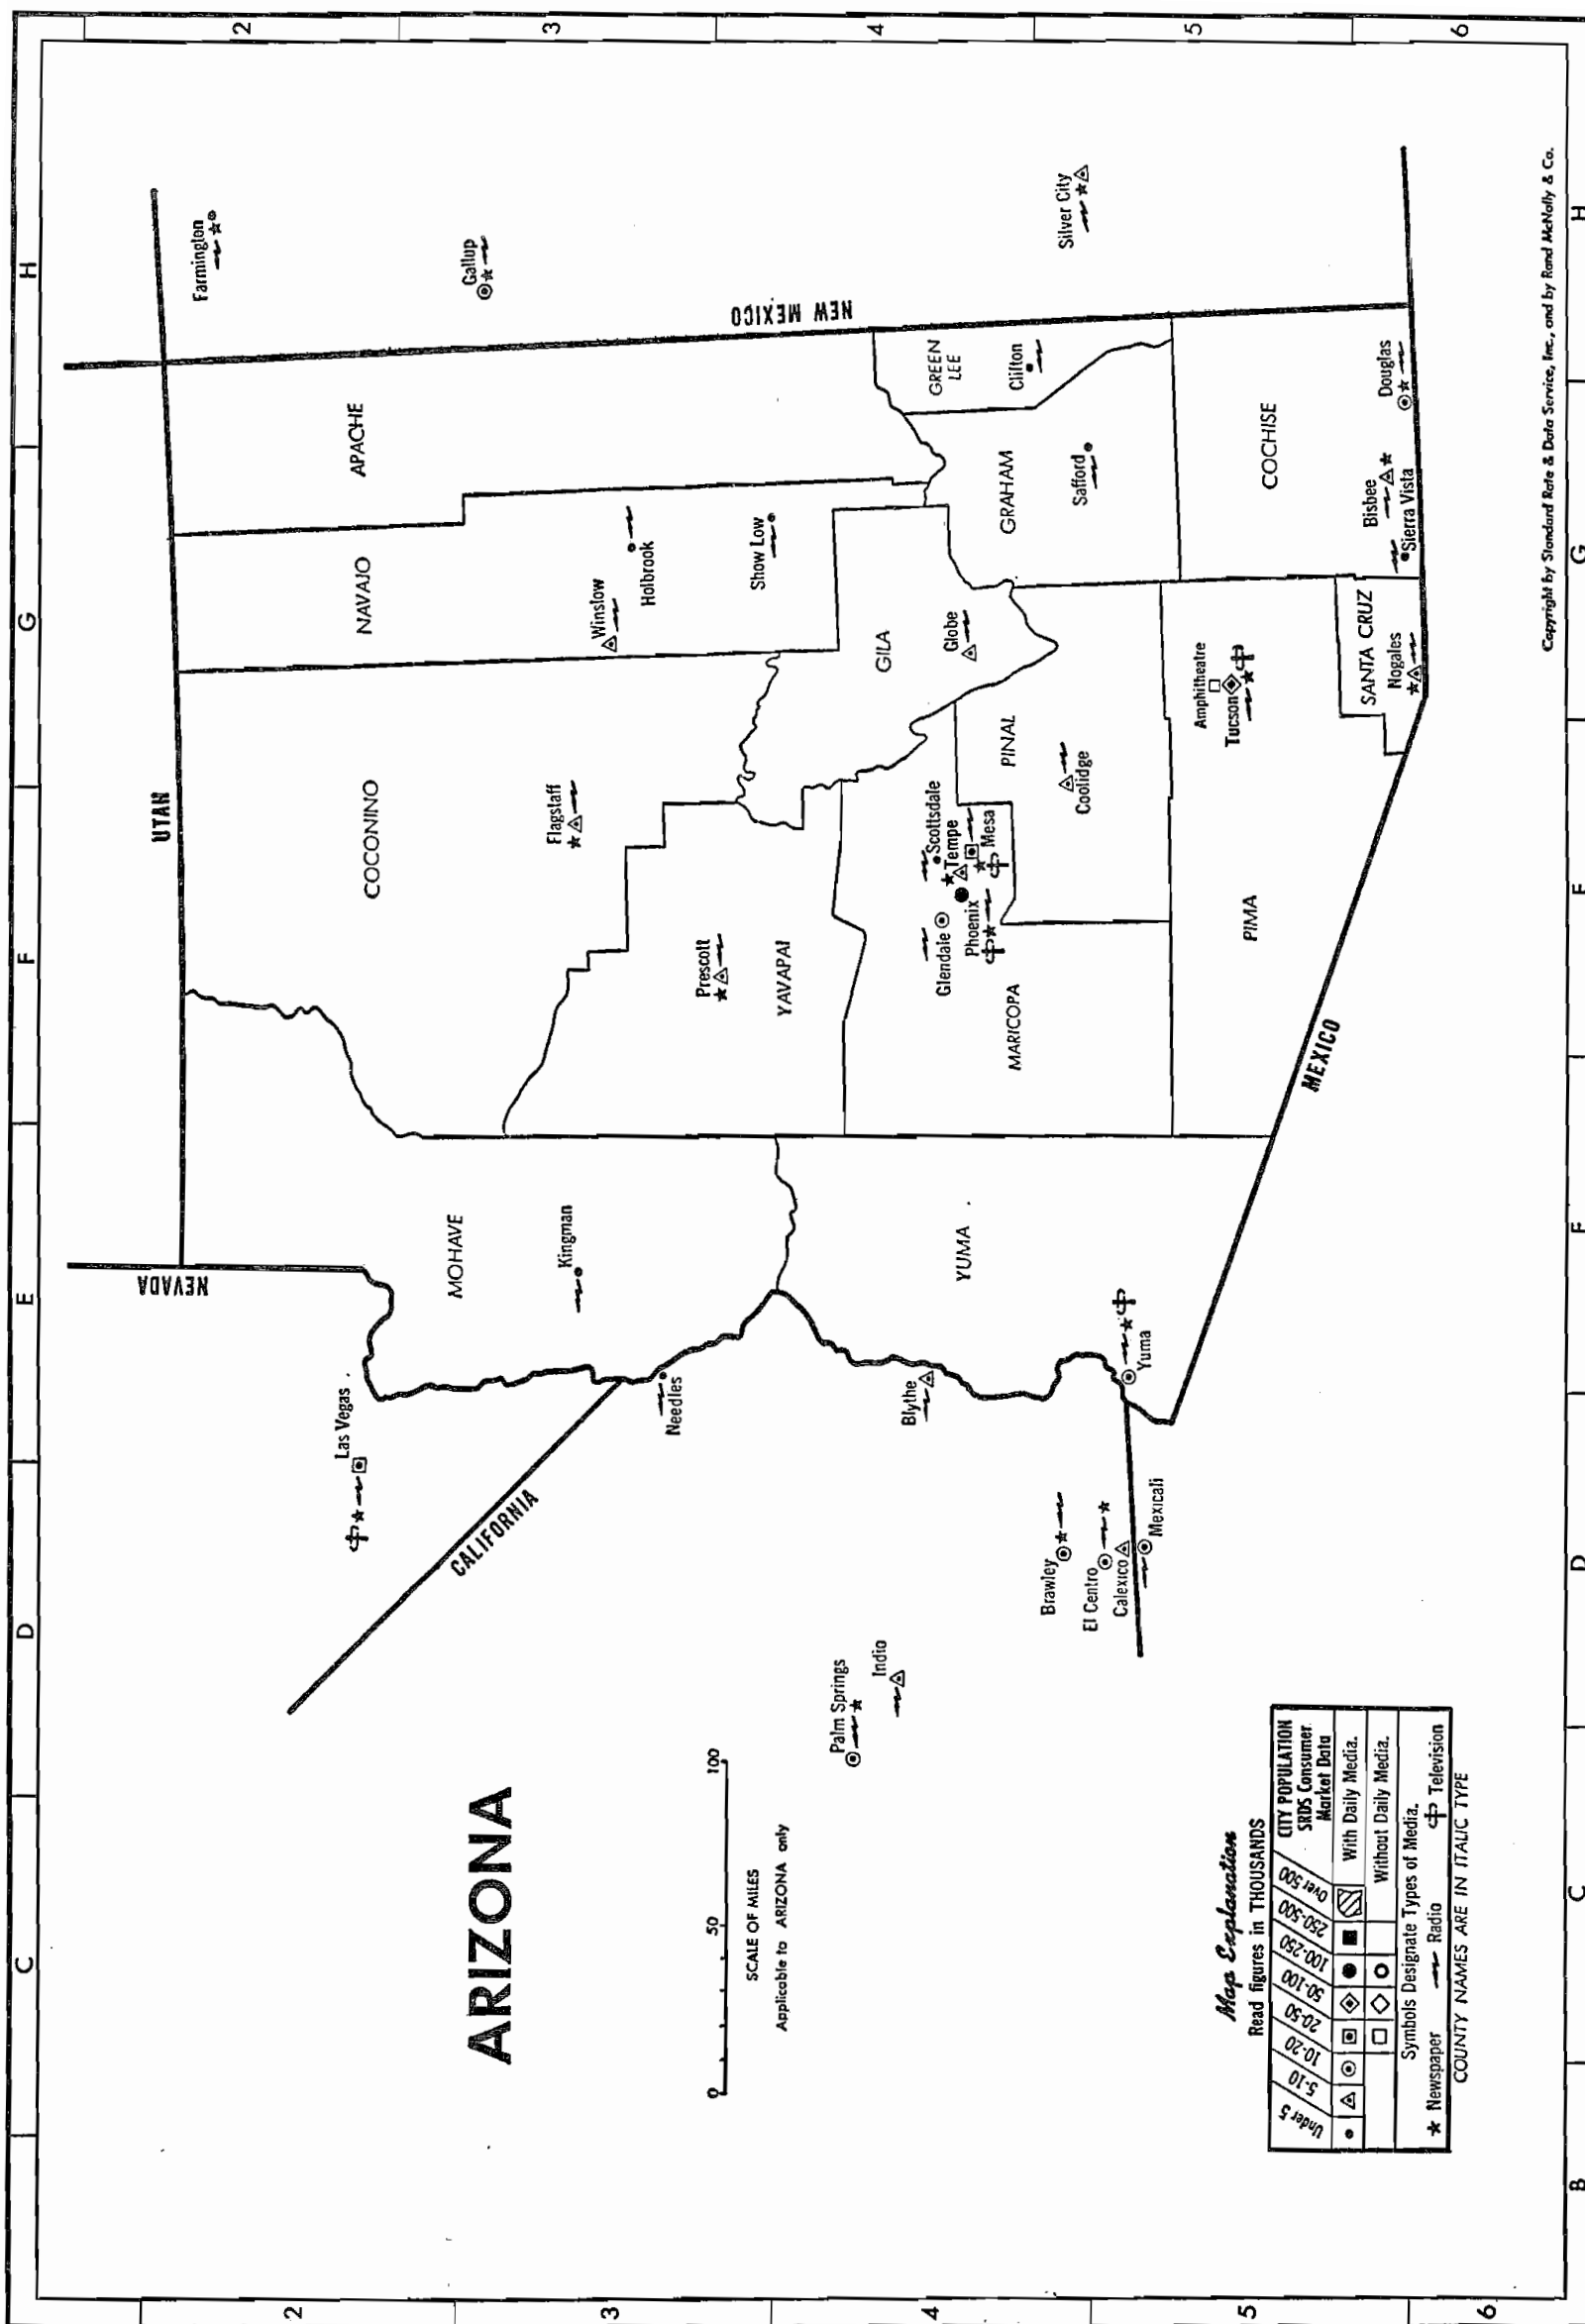 ARIZONA
SCALE OF MILES
0 50 100
Applicable to ARIZONA only
B C D E F G H
C D E F G H
2 3 4 5 6
2 3 4 5 6
NEVADA
UTAH
CALIFORNIA
NEW MEXICO
MEXICO
Las Vegas
Needles
Blythe
Palm Springs
Indio
Brawley
El Centro
Calexico
Mexicali
MOHAVE
Kingman
YUMA
Yuma
COCONINO
Flagstaff
YAVAPAI
Prescott
MARICOPA
Glendale
Phoenix
Scottsdale
Tempe
Mesa
PINAL
Coolidge
PIMA
Amphitheatre
Tucson
SANTA CRUZ
Nogales
NAVAJO
Winslow
Holbrook
Show Low
GILA
Globe
APACHE
GRAHAM
Safford
GREEN
LEE
Clifton
COCHISE
Bisbee
Sierra Vista
Douglas
Farmington
Gallup
Silver City
Map Explanation
Read figures in THOUSANDS
Under 5 5-10 10-20 20-50 50-100 100-250 250-500 Over 500
CITY POPULATION
SRDS Consumer
Market Data
With Daily Media.
Without Daily Media.
Symbols Designate Types of Media.
Newspaper Radio Television
COUNTY NAMES ARE IN ITALIC TYPE
Copyright by Standard Rate & Data Service, Inc., and by Rand McNally & Co.